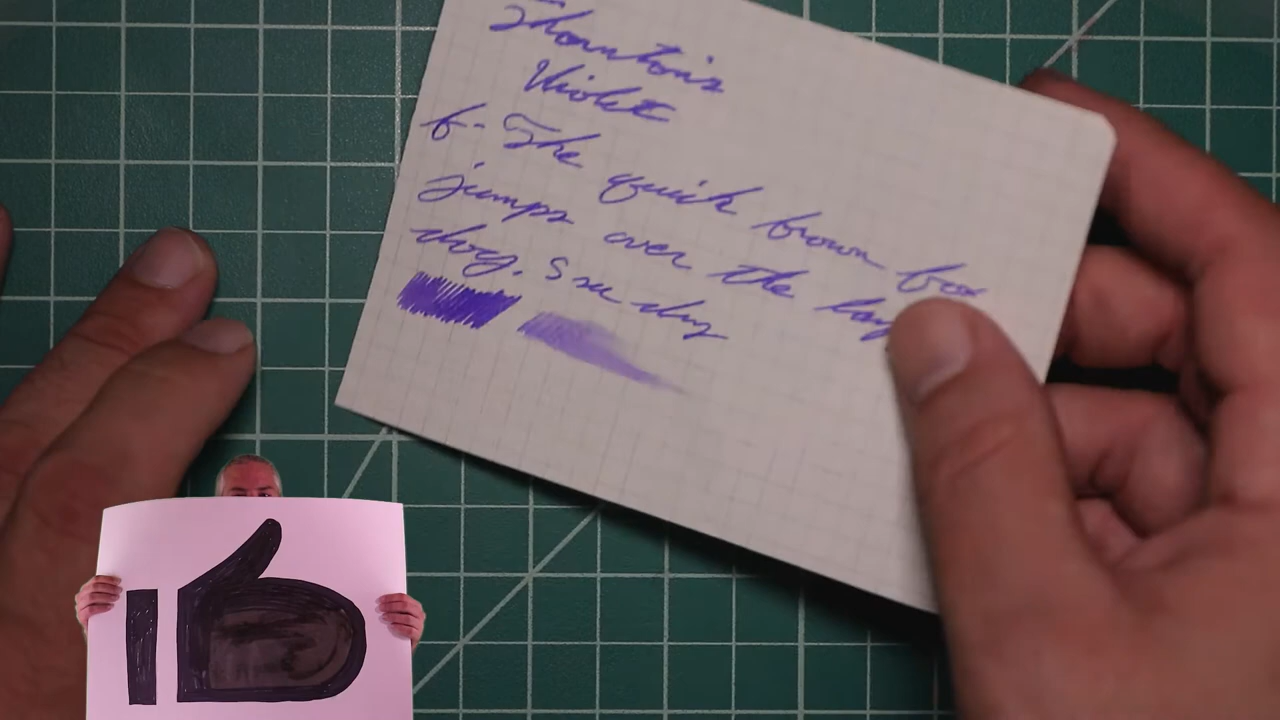 Thornton's
Violet
f- The quick brown fox
jumps over the lazy
dog. 5 sec dry